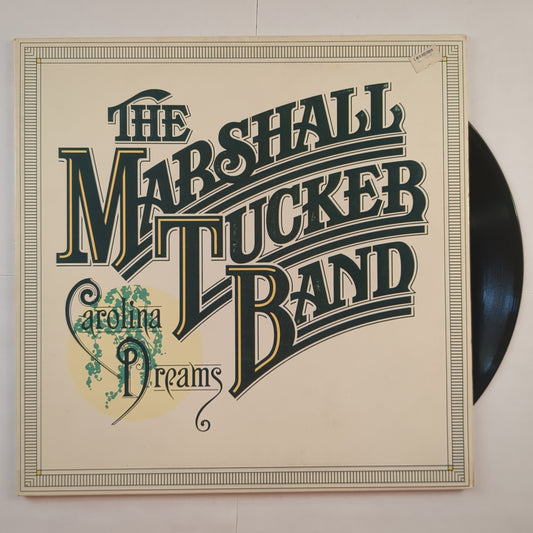 THE
MARSHALL
TUCKER
BAND
Carolina
Dreams